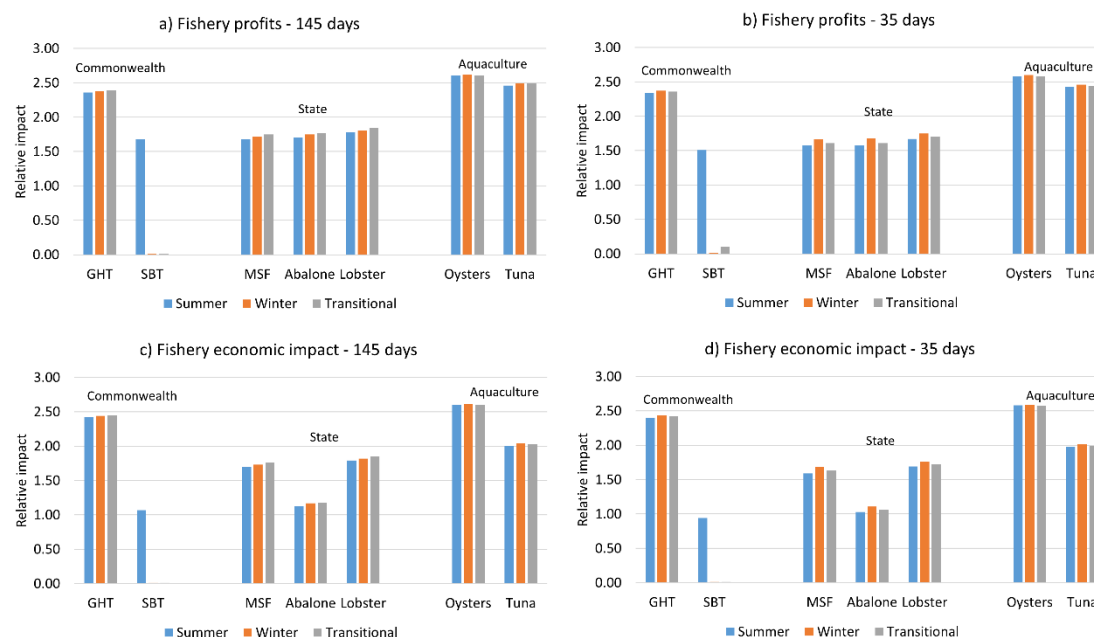 a) Fishery profits - 145 days
3.00
2.50
2.00
1.50
1.00
0.50
0.00
Relative impact
Commonwealth
State
Aquaculture
GHT SBT MSF Abalone Lobster Oysters Tuna
Summer Winter Transitional
b) Fishery profits - 35 days
3.00
2.50
2.00
1.50
1.00
0.50
0.00
Relative impact
Commonwealth
State
Aquaculture
GHT SBT MSF Abalone Lobster Oysters Tuna
Summer Winter Transitional
c) Fishery economic impact - 145 days
3.00
2.50
2.00
1.50
1.00
0.50
0.00
Relative impact
Commonwealth
State
Aquaculture
GHT SBT MSF Abalone Lobster Oysters Tuna
Summer Winter Transitional
d) Fishery economic impact - 35 days
3.00
2.50
2.00
1.50
1.00
0.50
0.00
Relative impact
Commonwealth
State
Aquaculture
GHT SBT MSF Abalone Lobster Oysters Tuna
Summer Winter Transitional